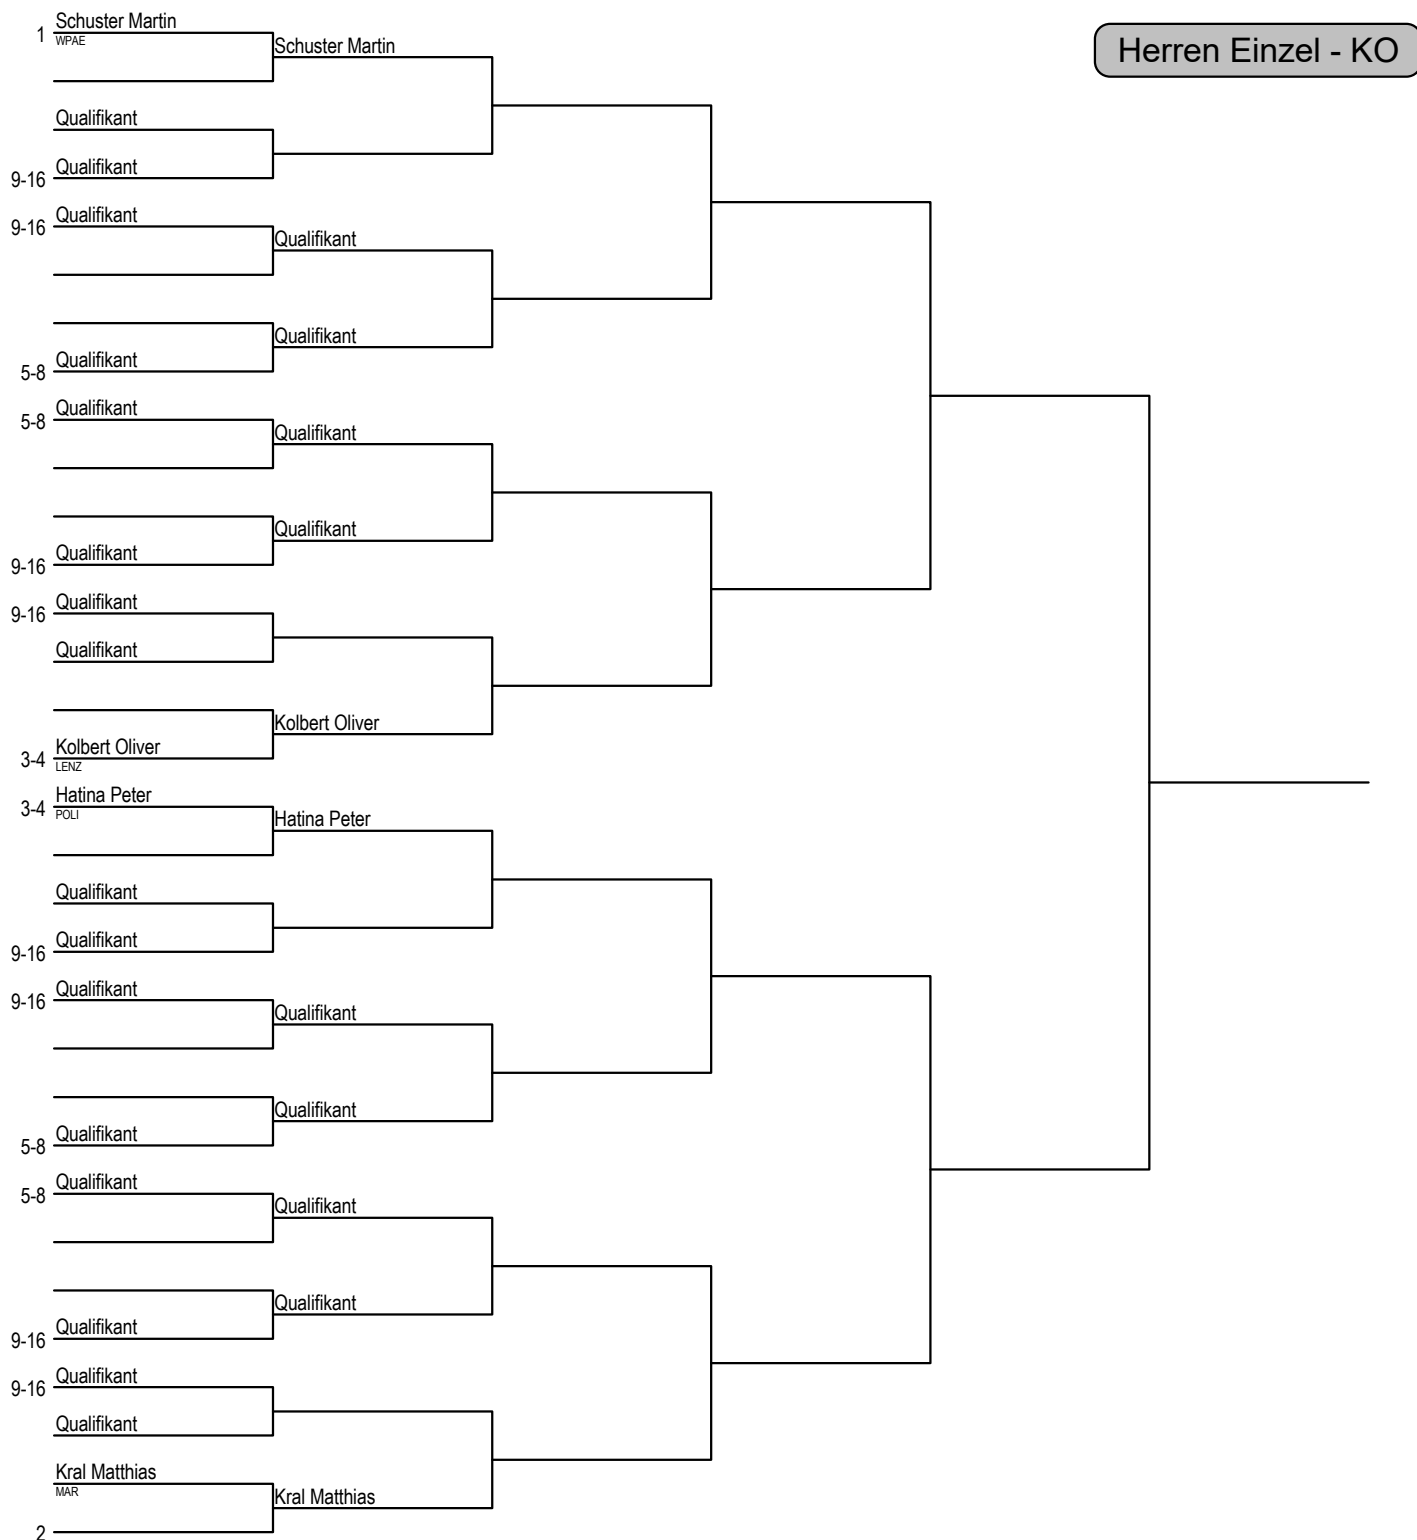 Herren Einzel - KO
Schuster Martin
1
WPAE
Schuster Martin
Qualifikant
Qualifikant
9-16
Qualifikant
9-16
Qualifikant
Qualifikant
Qualifikant
5-8
Qualifikant
5-8
Qualifikant
Qualifikant
Qualifikant
9-16
Qualifikant
9-16
Qualifikant
Kolbert Oliver
Kolbert Oliver
3-4
LENZ
Hatina Peter
3-4
POLI
Hatina Peter
Qualifikant
Qualifikant
9-16
Qualifikant
9-16
Qualifikant
Qualifikant
Qualifikant
5-8
Qualifikant
5-8
Qualifikant
Qualifikant
Qualifikant
9-16
Qualifikant
9-16
Qualifikant
Kral Matthias
MAR
Kral Matthias
2